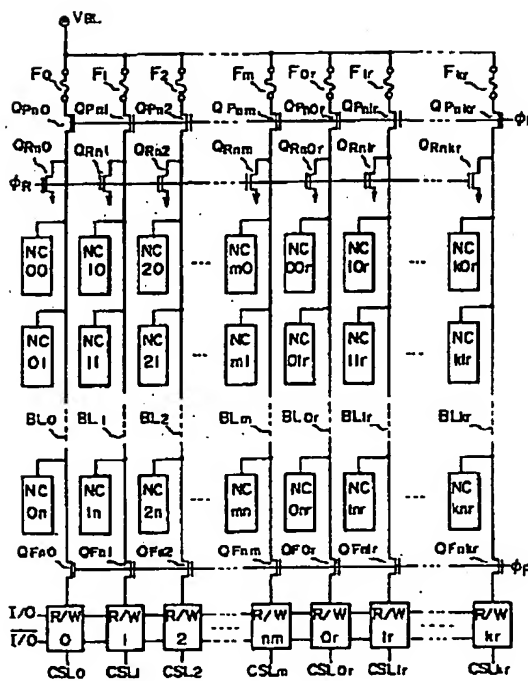 VBL
F0 F1 F2 Fm F0r F1r Fkr
QPn0 QPn1 QPn2 QPnm QPn0r QPn1r QPnkr
QRn0 QRn1 QRn2 QRnm QRn0r QRn1r QRnkr
φR
NC 00 NC 10 NC 20 ... NC m0 NC 00r NC 10r ... NC k0r
NC 01 NC 11 NC 21 ... NC m1 NC 01r NC 11r ... NC k1r
BL0 BL1 BL2 BLm BL0r BL1r BLkr
NC 0n NC 1n NC 2n ... NC mn NC 0nr NC 1nr ... NC knr
QFn0 QFn1 QFn2 QFnm QF0r QFn1r QFnkr
I/O R/W R/W R/W R/W R/W R/W R/W
I/O 0 1 2 nm 0r 1r kr
CSL0 CSL1 CSL2 CSLm CSL0r CSL1r CSLkr